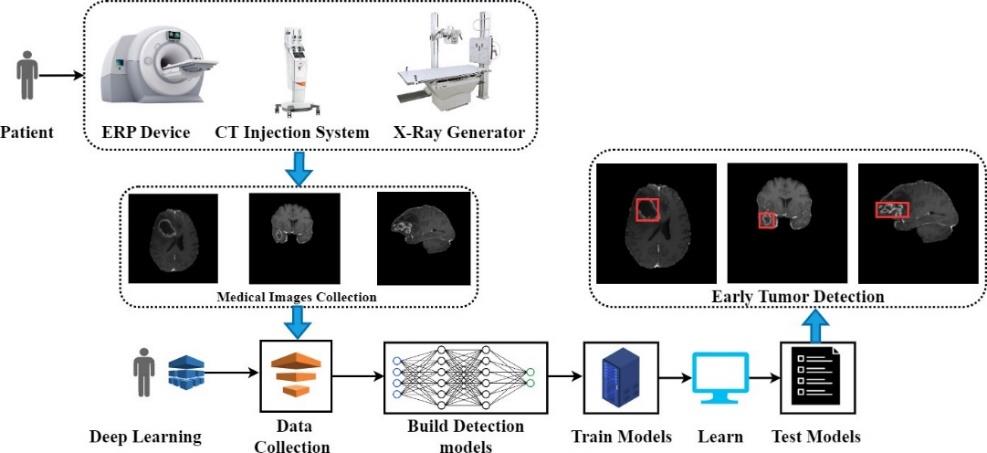 Patient
ERP Device
CT Injection System
X-Ray Generator
Medical Images Collection
Early Tumor Detection
Deep Learning
Data
Collection
Build Detection
models
Train Models
Learn
Test Models